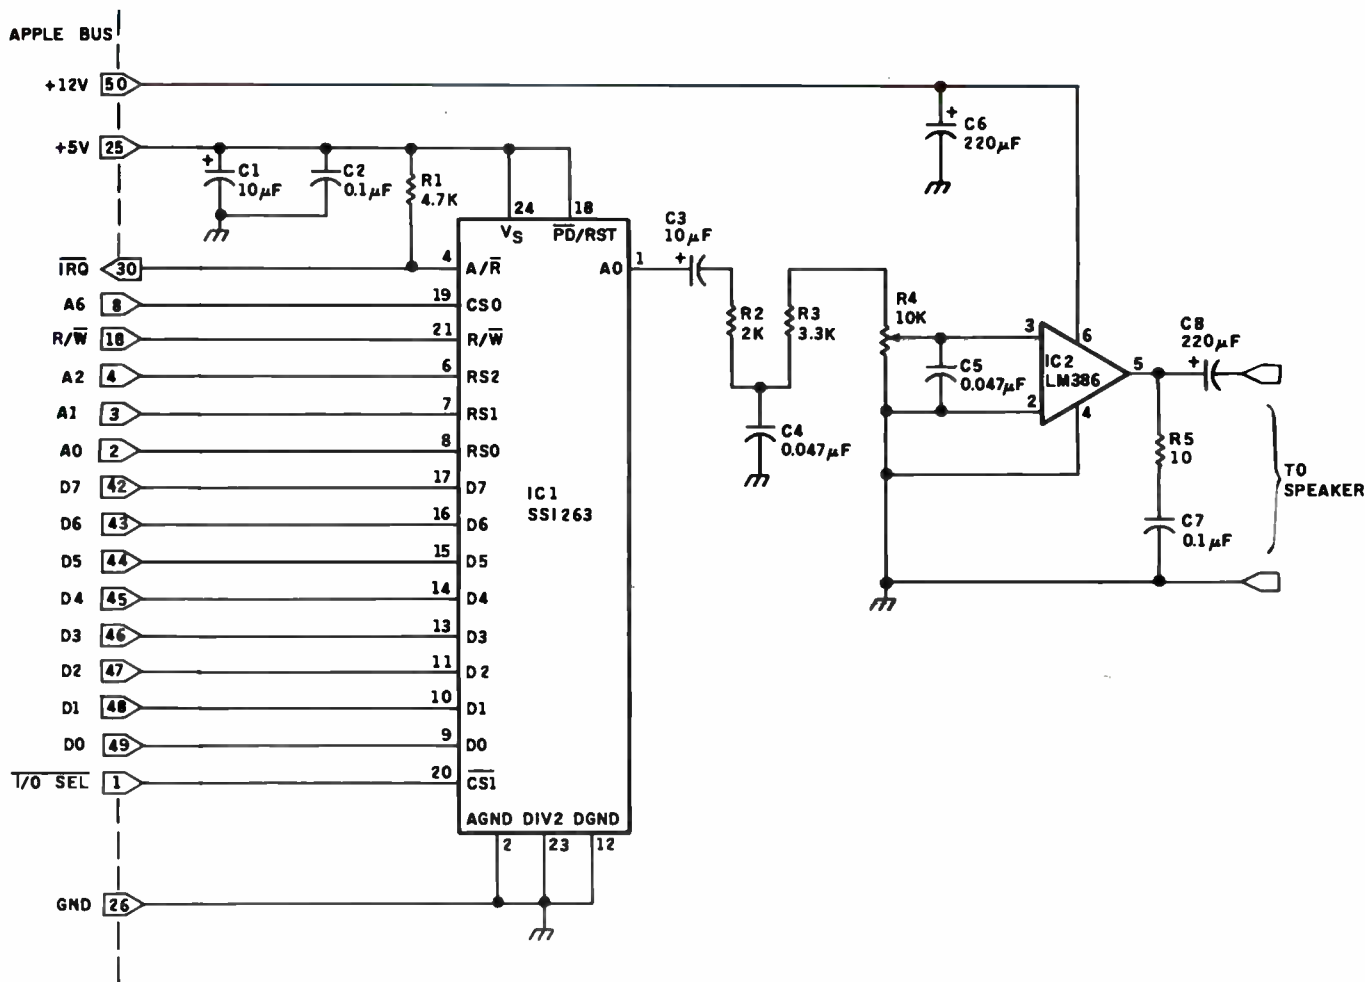 APPLE BUS
+12V 50
+5V 25
+ C1
10µF
C2
0.1µF
R1
4.7K
+ C6
220µF
24 18
VS P̅D̅/RST
I̅R̅Q̅ 30 4 A/R̅
A0 1
C3
10µF
+
A6 8 19 CS0
R/W̅ 18 21 R/W̅
A2 4 6 RS2
A1 3 7 RS1
A0 2 8 RS0
D7 42 17 D7
D6 43 16 D6
D5 44 15 D5
D4 45 14 D4
D3 46 13 D3
D2 47 11 D2
D1 48 10 D1
D0 49 9 D0
I̅/̅O̅ ̅S̅E̅L̅ 1 20 C̅S̅1̅
IC1
SSI263
AGND DIV2 DGND
2 23 12
GND 26
R2
2K
R3
3.3K
C4
0.047µF
R4
10K
C5
0.047µF
3 6
IC2
LM386
2 4
5
C8
220µF
+
R5
10
C7
0.1µF
TO
SPEAKER